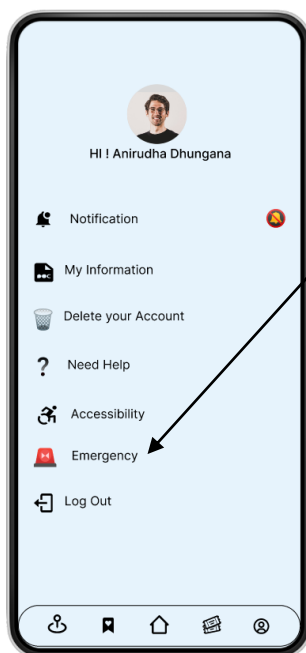 HI ! Anirudha Dhungana
Notification
My Information
Delete your Account
Need Help
Accessibility
Emergency
Log Out